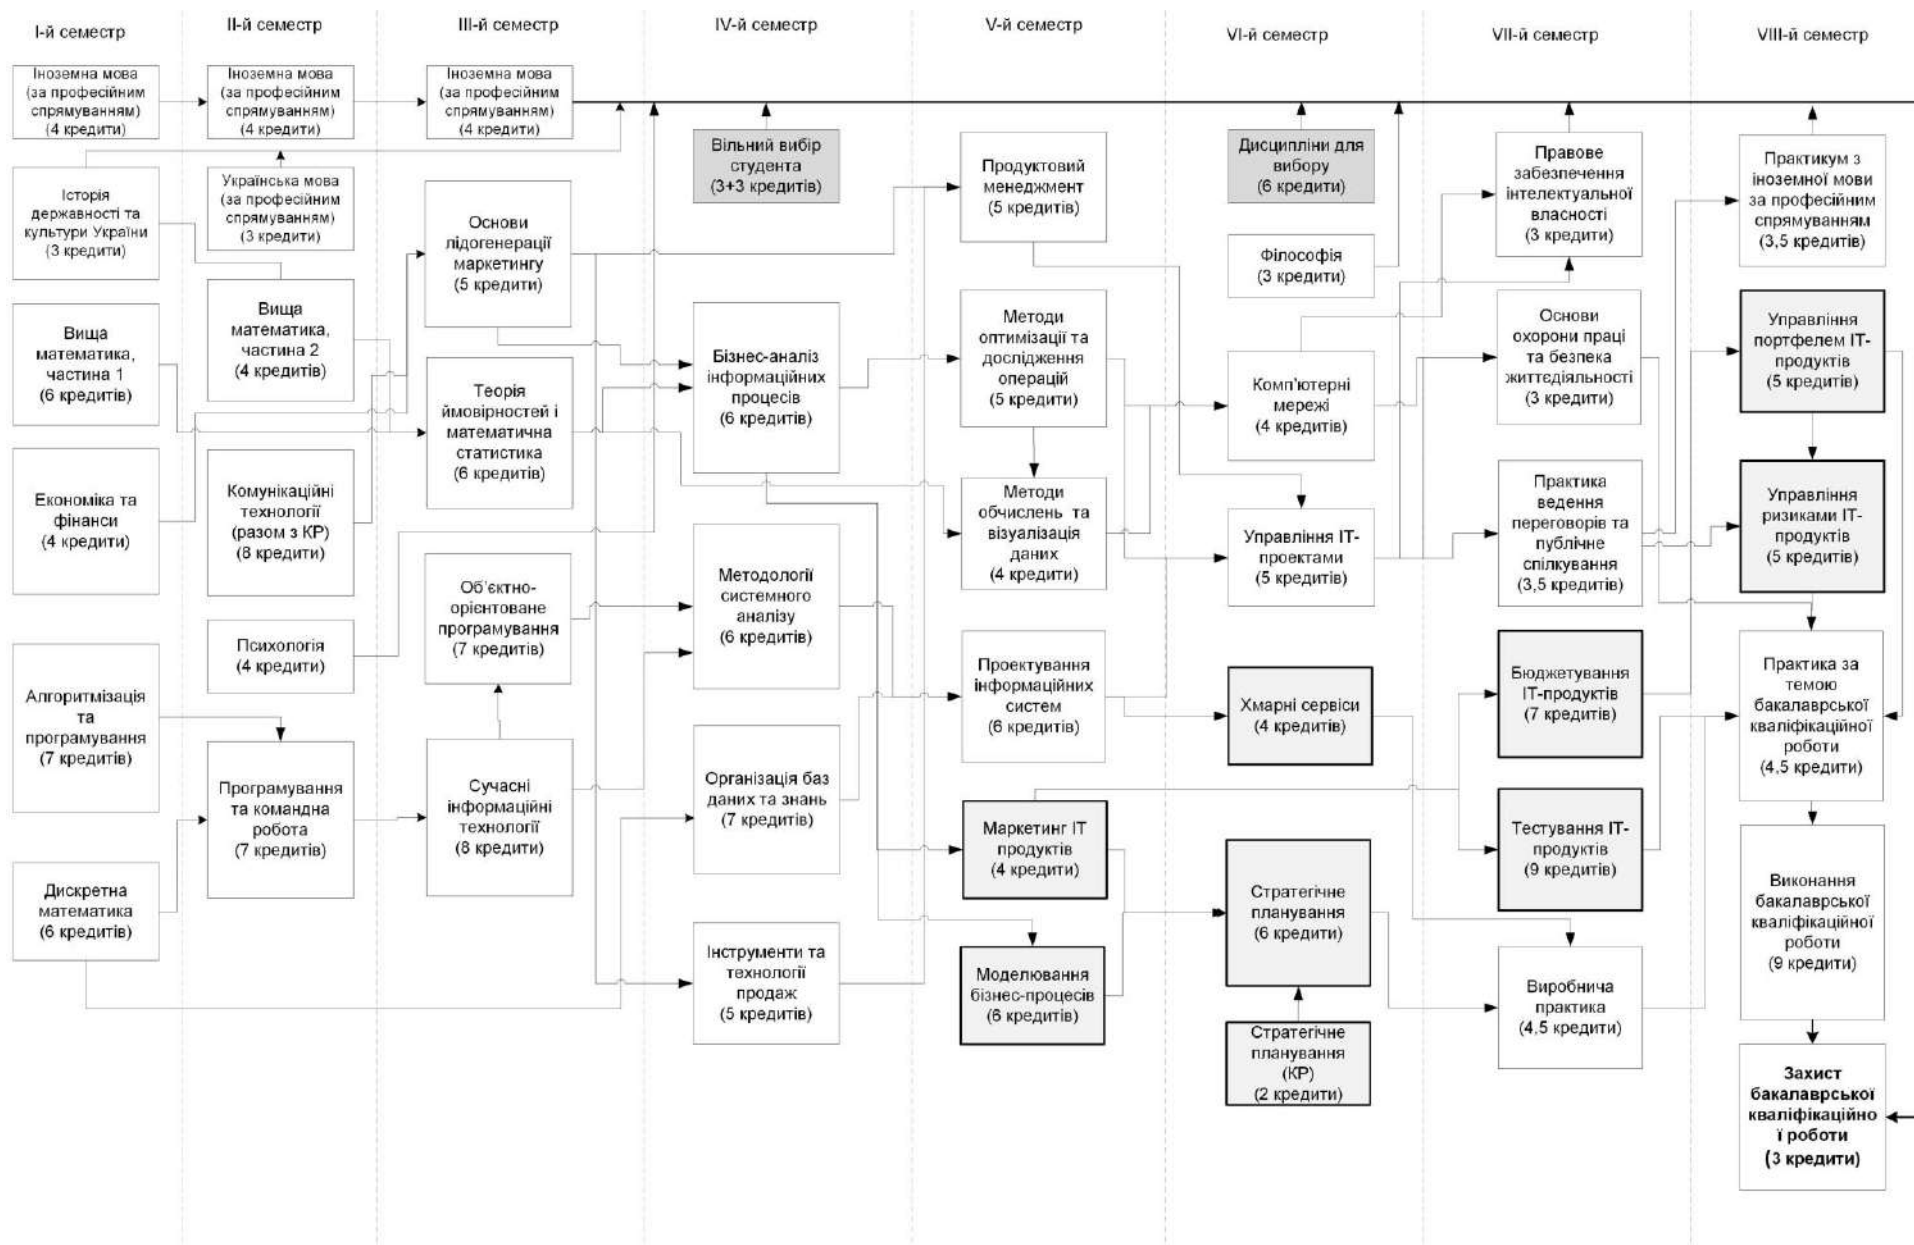 I-й семестр
II-й семестр
III-й семестр
IV-й семестр
V-й семестр
VI-й семестр
VII-й семестр
VIII-й семестр
Іноземна мова
(за професійним
спрямуванням)
(4 кредити)
Історія
державності та
культури України
(3 кредити)
Вища
математика,
частина 1
(6 кредитів)
Економіка та
фінанси
(4 кредити)
Алгоритмізація
та
програмування
(7 кредитів)
Дискретна
математика
(6 кредитів)
Іноземна мова
(за професійним
спрямуванням)
(4 кредити)
Українська мова
(за професійним
спрямуванням)
(3 кредити)
Вища
математика,
частина 2
(4 кредитів)
Комунікаційні
технології
(разом з КР)
(8 кредити)
Психологія
(4 кредити)
Програмування
та командна
робота
(7 кредитів)
Іноземна мова
(за професійним
спрямуванням)
(4 кредити)
Основи
лідогенерації
маркетингу
(5 кредити)
Теорія
ймовірностей і
математична
статистика
(6 кредитів)
Об’єктно-
орієнтоване
програмування
(7 кредитів)
Сучасні
інформаційні
технології
(8 кредити)
Вільний вибір
студента
(3+3 кредитів)
Бізнес-аналіз
інформаційних
процесів
(6 кредитів)
Методології
системного
аналізу
(6 кредитів)
Організація баз
даних та знань
(7 кредитів)
Інструменти та
технології
продаж
(5 кредитів)
Продуктовий
менеджмент
(5 кредитів)
Методи
оптимізації та
дослідження
операцій
(5 кредити)
Методи
обчислень та
візуалізація
даних
(4 кредити)
Проектування
інформаційних
систем
(6 кредитів)
Маркетинг ІТ
продуктів
(4 кредити)
Моделювання
бізнес-процесів
(6 кредитів)
Дисципліни для
вибору
(6 кредити)
Філософія
(3 кредити)
Комп’ютерні
мережі
(4 кредитів)
Управління ІТ-
проектами
(5 кредитів)
Хмарні сервіси
(4 кредитів)
Стратегічне
планування
(6 кредити)
Стратегічне
планування
(КР)
(2 кредити)
Правове
забезпечення
інтелектуальної
власності
(3 кредити)
Основи
охорони праці
та безпека
життєдіяльності
(3 кредити)
Практика
ведення
переговорів та
публічне
спілкування
(3,5 кредитів)
Бюджетування
ІТ-продуктів
(7 кредитів)
Тестування ІТ-
продуктів
(9 кредитів)
Виробнича
практика
(4,5 кредити)
Практикум з
іноземної мови
за професійним
спрямуванням
(3,5 кредитів)
Управління
портфелем ІТ-
продуктів
(5 кредитів)
Управління
ризиками ІТ-
продуктів
(5 кредитів)
Практика за
темою
бакалаврської
кваліфікаційної
роботи
(4,5 кредити)
Виконання
бакалаврської
кваліфікаційної
роботи
(9 кредити)
Захист
бакалаврської
кваліфікаційно
ї роботи
(3 кредити)